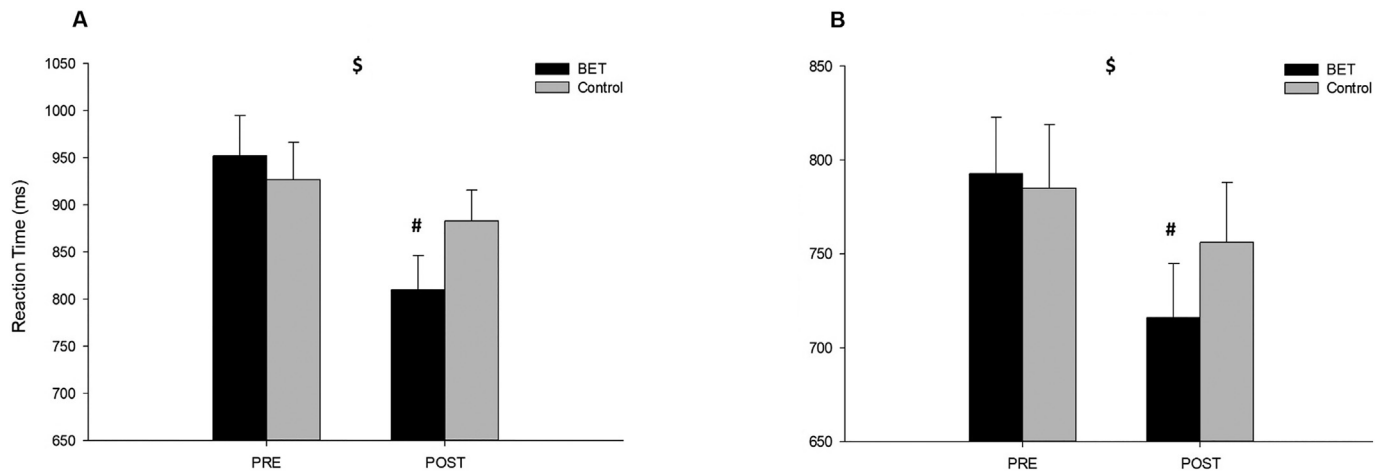 A
$
BET
Control
1050
1000
950
900
850
800
750
700
650
Reaction Time (ms)
#
PRE
POST
B
$
BET
Control
850
800
750
700
650
#
PRE
POST